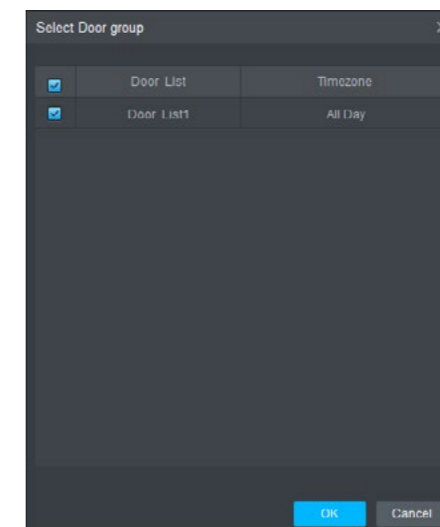 Select Door group
Door List Timezone
Door List1 All Day
OK Cancel